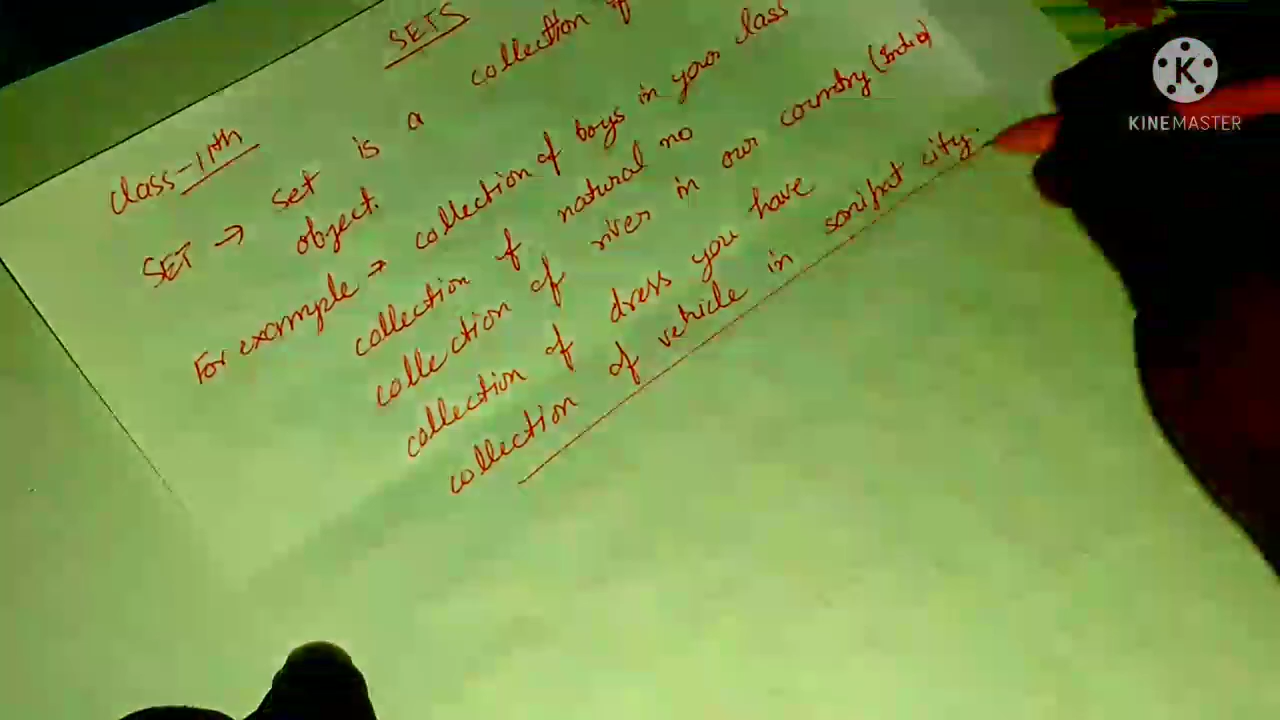 SETS
Class-11th
SET → Set is a collection of
object.
For example → collection of boys in your class
collection of natural no
collection of river in our country (India)
collection of dress you have
collection of vehicle in sonipat city.
KINEMASTER